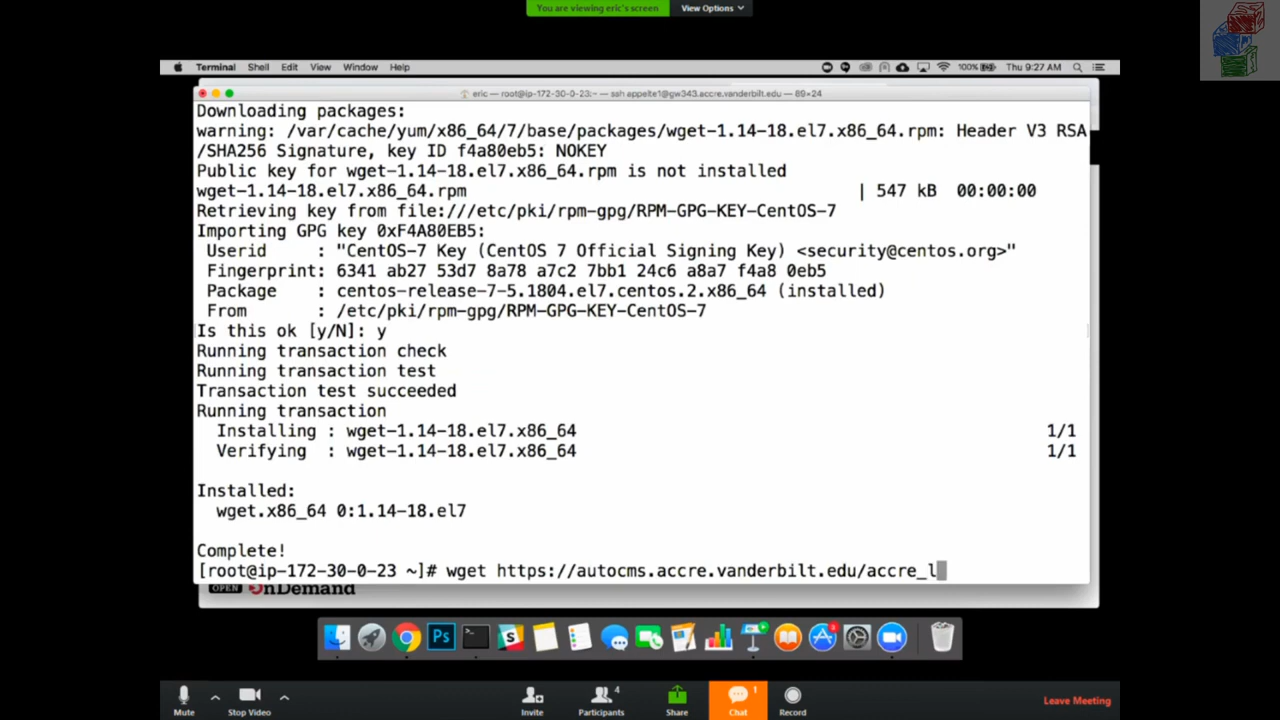 You are viewing eric's screen View Options
Terminal Shell Edit View Window Help 100% Thu 9:27 AM
eric — root@ip-172-30-0-23:~ — ssh appelte1@gw343.accre.vanderbilt.edu — 89×24
Downloading packages:
warning: /var/cache/yum/x86_64/7/base/packages/wget-1.14-18.el7.x86_64.rpm: Header V3 RSA
/SHA256 Signature, key ID f4a80eb5: NOKEY
Public key for wget-1.14-18.el7.x86_64.rpm is not installed
wget-1.14-18.el7.x86_64.rpm | 547 kB 00:00:00
Retrieving key from file:///etc/pki/rpm-gpg/RPM-GPG-KEY-CentOS-7
Importing GPG key 0xF4A80EB5:
Userid : "CentOS-7 Key (CentOS 7 Official Signing Key) <security@centos.org>"
Fingerprint: 6341 ab27 53d7 8a78 a7c2 7bb1 24c6 a8a7 f4a8 0eb5
Package : centos-release-7-5.1804.el7.centos.2.x86_64 (installed)
From : /etc/pki/rpm-gpg/RPM-GPG-KEY-CentOS-7
Is this ok [y/N]: y
Running transaction check
Running transaction test
Transaction test succeeded
Running transaction
Installing : wget-1.14-18.el7.x86_64 1/1
Verifying : wget-1.14-18.el7.x86_64 1/1
Installed:
wget.x86_64 0:1.14-18.el7
Complete!
[root@ip-172-30-0-23 ~]# wget https://autocms.accre.vanderbilt.edu/accre_l
OPEN OnDemand
Ps
4
1
Mute Stop Video Invite Participants Share Chat Record Leave Meeting